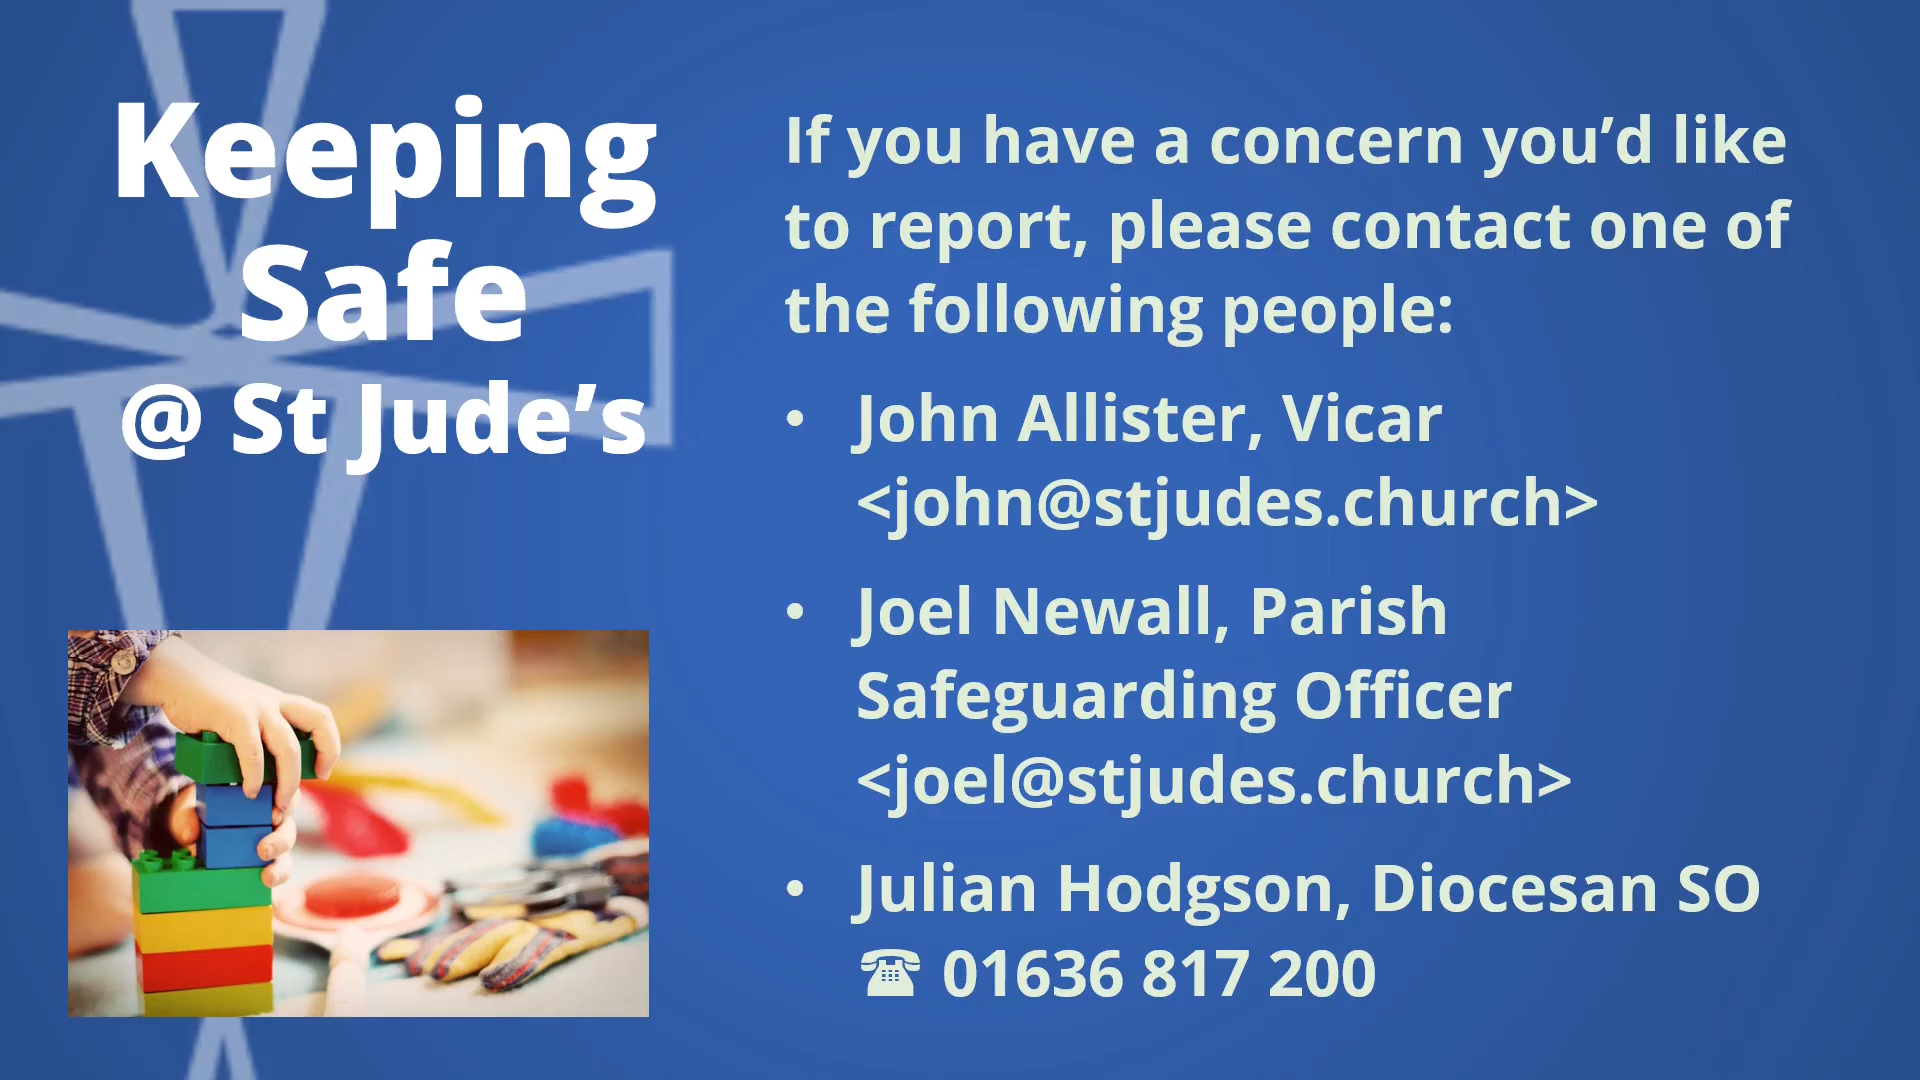 Keeping
Safe
@ St Jude’s
If you have a concern you’d like
to report, please contact one of
the following people:
• John Allister, Vicar
<john@stjudes.church>
• Joel Newall, Parish
Safeguarding Officer
<joel@stjudes.church>
• Julian Hodgson, Diocesan SO
☎ 01636 817 200